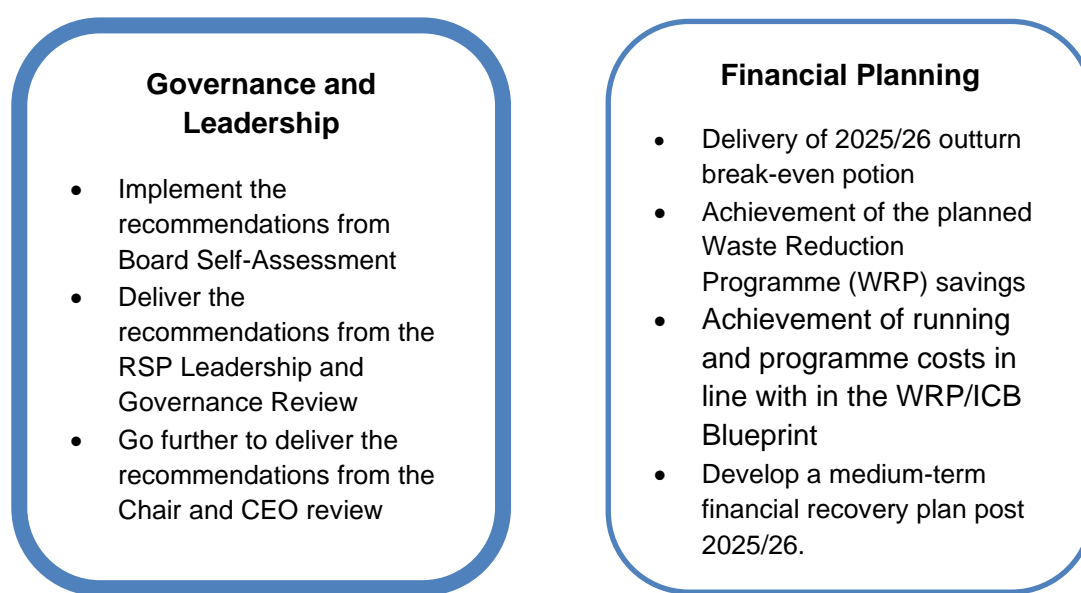 Governance and
Leadership
• Implement the
recommendations from
Board Self-Assessment
• Deliver the
recommendations from the
RSP Leadership and
Governance Review
• Go further to deliver the
recommendations from the
Chair and CEO review
Financial Planning
• Delivery of 2025/26 outturn
break-even potion
• Achievement of the planned
Waste Reduction
Programme (WRP) savings
• Achievement of running
and programme costs in
line with in the WRP/ICB
Blueprint
• Develop a medium-term
financial recovery plan post
2025/26.